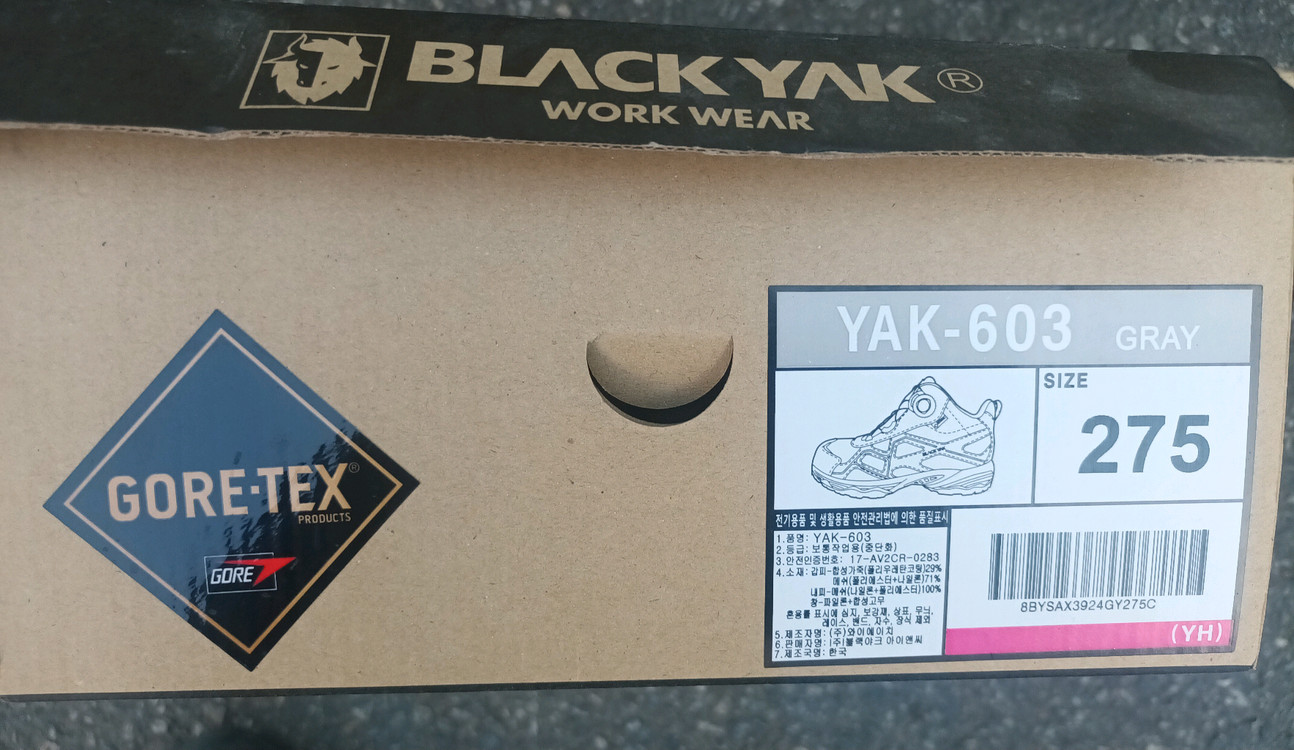 BLACKYAK®
WORK WEAR
GORE-TEX®
PRODUCTS
GORE
YAK-603 GRAY
SIZE
275
BLACKYAK
전기용품 및 생활용품 안전관리법에 의한 품질표시
1.품명: YAK-603
2.등급: 보통작업용(중단화)
3.안전인증번호: 17-AV2CR-0283
4.소재: 갑피-합성가죽(폴리우레탄코팅)29%
메쉬(폴리에스터+나일론)71%
내피-메쉬(나일론+폴리에스터)100%
창-파일론+합성고무
혼용률 표시에 심지, 보강재, 상표, 무늬,
레이스, 밴드, 자수, 장식 제외
5.제조자명: (주)와이에이치
6.판매자명: (주)블랙야크 아이앤씨
7.제조국명: 한국
8BYSAX3924GY275C
(YH)